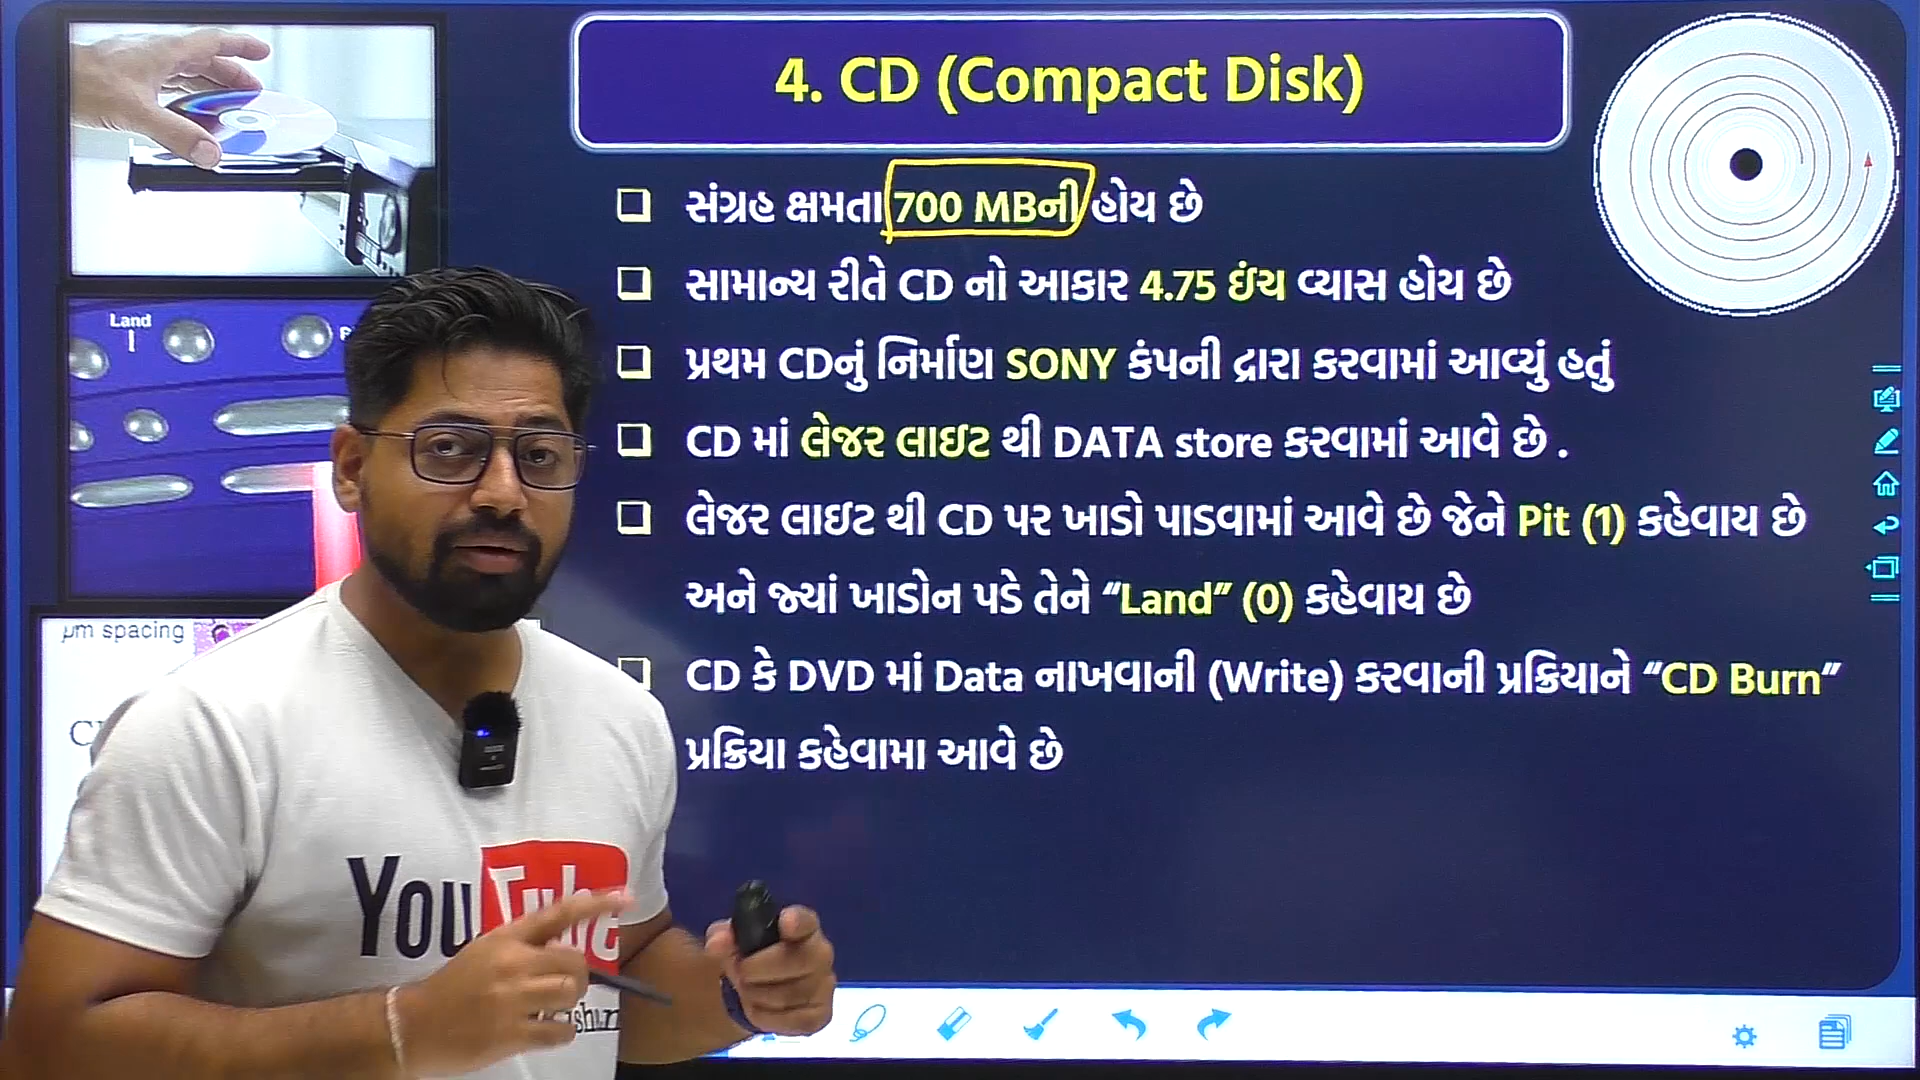 4. CD (Compact Disk)
❑ સંગ્રહ ક્ષમતા 700 MBની હોય છે
❑ સામાન્ય રીતે CD નો આકાર 4.75 ઇંચ વ્યાસ હોય છે
❑ પ્રથમ CDનું નિર્માણ SONY કંપની દ્રારા કરવામાં આવ્યું હતું
❑ CD માં લેજર લાઇટ થી DATA store કરવામાં આવે છે .
❑ લેજર લાઇટ થી CD પર ખાડો પાડવામાં આવે છે જેને Pit (1) કહેવાય છે
અને જ્યાં ખાડોન પડે તેને “Land” (0) કહેવાય છે
❑ CD કે DVD માં Data નાખવાની (Write) કરવાની પ્રક્રિયાને “CD Burn”
પ્રક્રિયા કહેવામા આવે છે
Land
µm spacing
YouTube